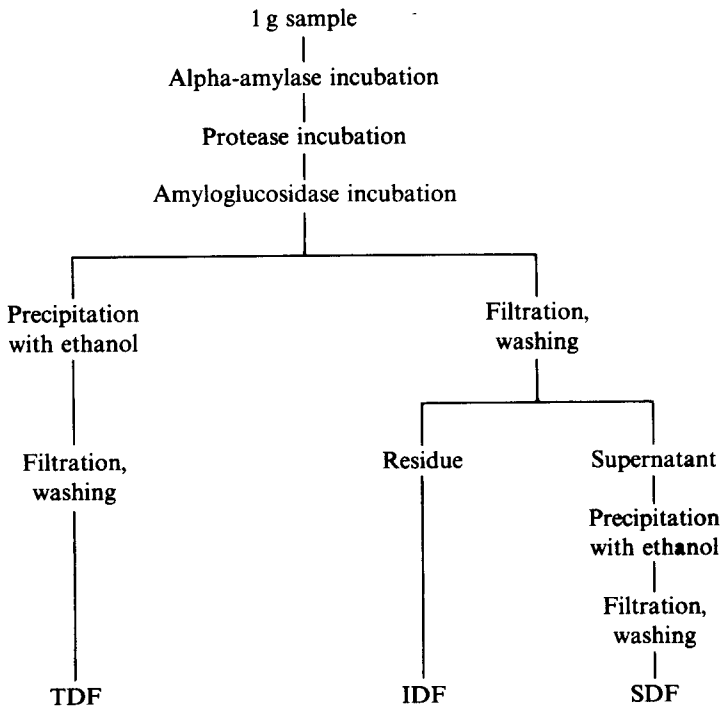 1 g sample
Alpha-amylase incubation
Protease incubation
Amyloglucosidase incubation
Precipitation
with ethanol
Filtration,
washing
TDF
Filtration,
washing
Residue
IDF
Supernatant
Precipitation
with ethanol
Filtration,
washing
SDF